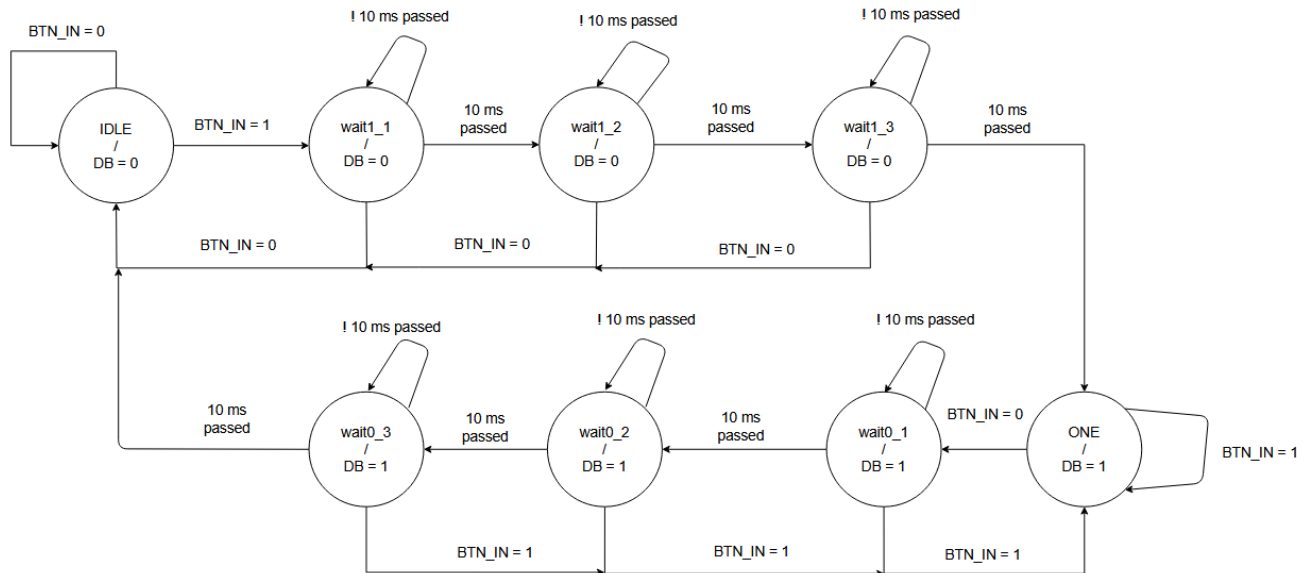 ! 10 ms passed
! 10 ms passed
! 10 ms passed
BTN_IN = 0
IDLE
/
DB = 0
BTN_IN = 1
wait1_1
/
DB = 0
10 ms
passed
wait1_2
/
DB = 0
10 ms
passed
wait1_3
/
DB = 0
10 ms
passed
BTN_IN = 0
BTN_IN = 0
BTN_IN = 0
! 10 ms passed
! 10 ms passed
! 10 ms passed
10 ms
passed
wait0_3
/
DB = 1
10 ms
passed
wait0_2
/
DB = 1
10 ms
passed
wait0_1
/
DB = 1
BTN_IN = 0
ONE
/
DB = 1
BTN_IN = 1
BTN_IN = 1
BTN_IN = 1
BTN_IN = 1